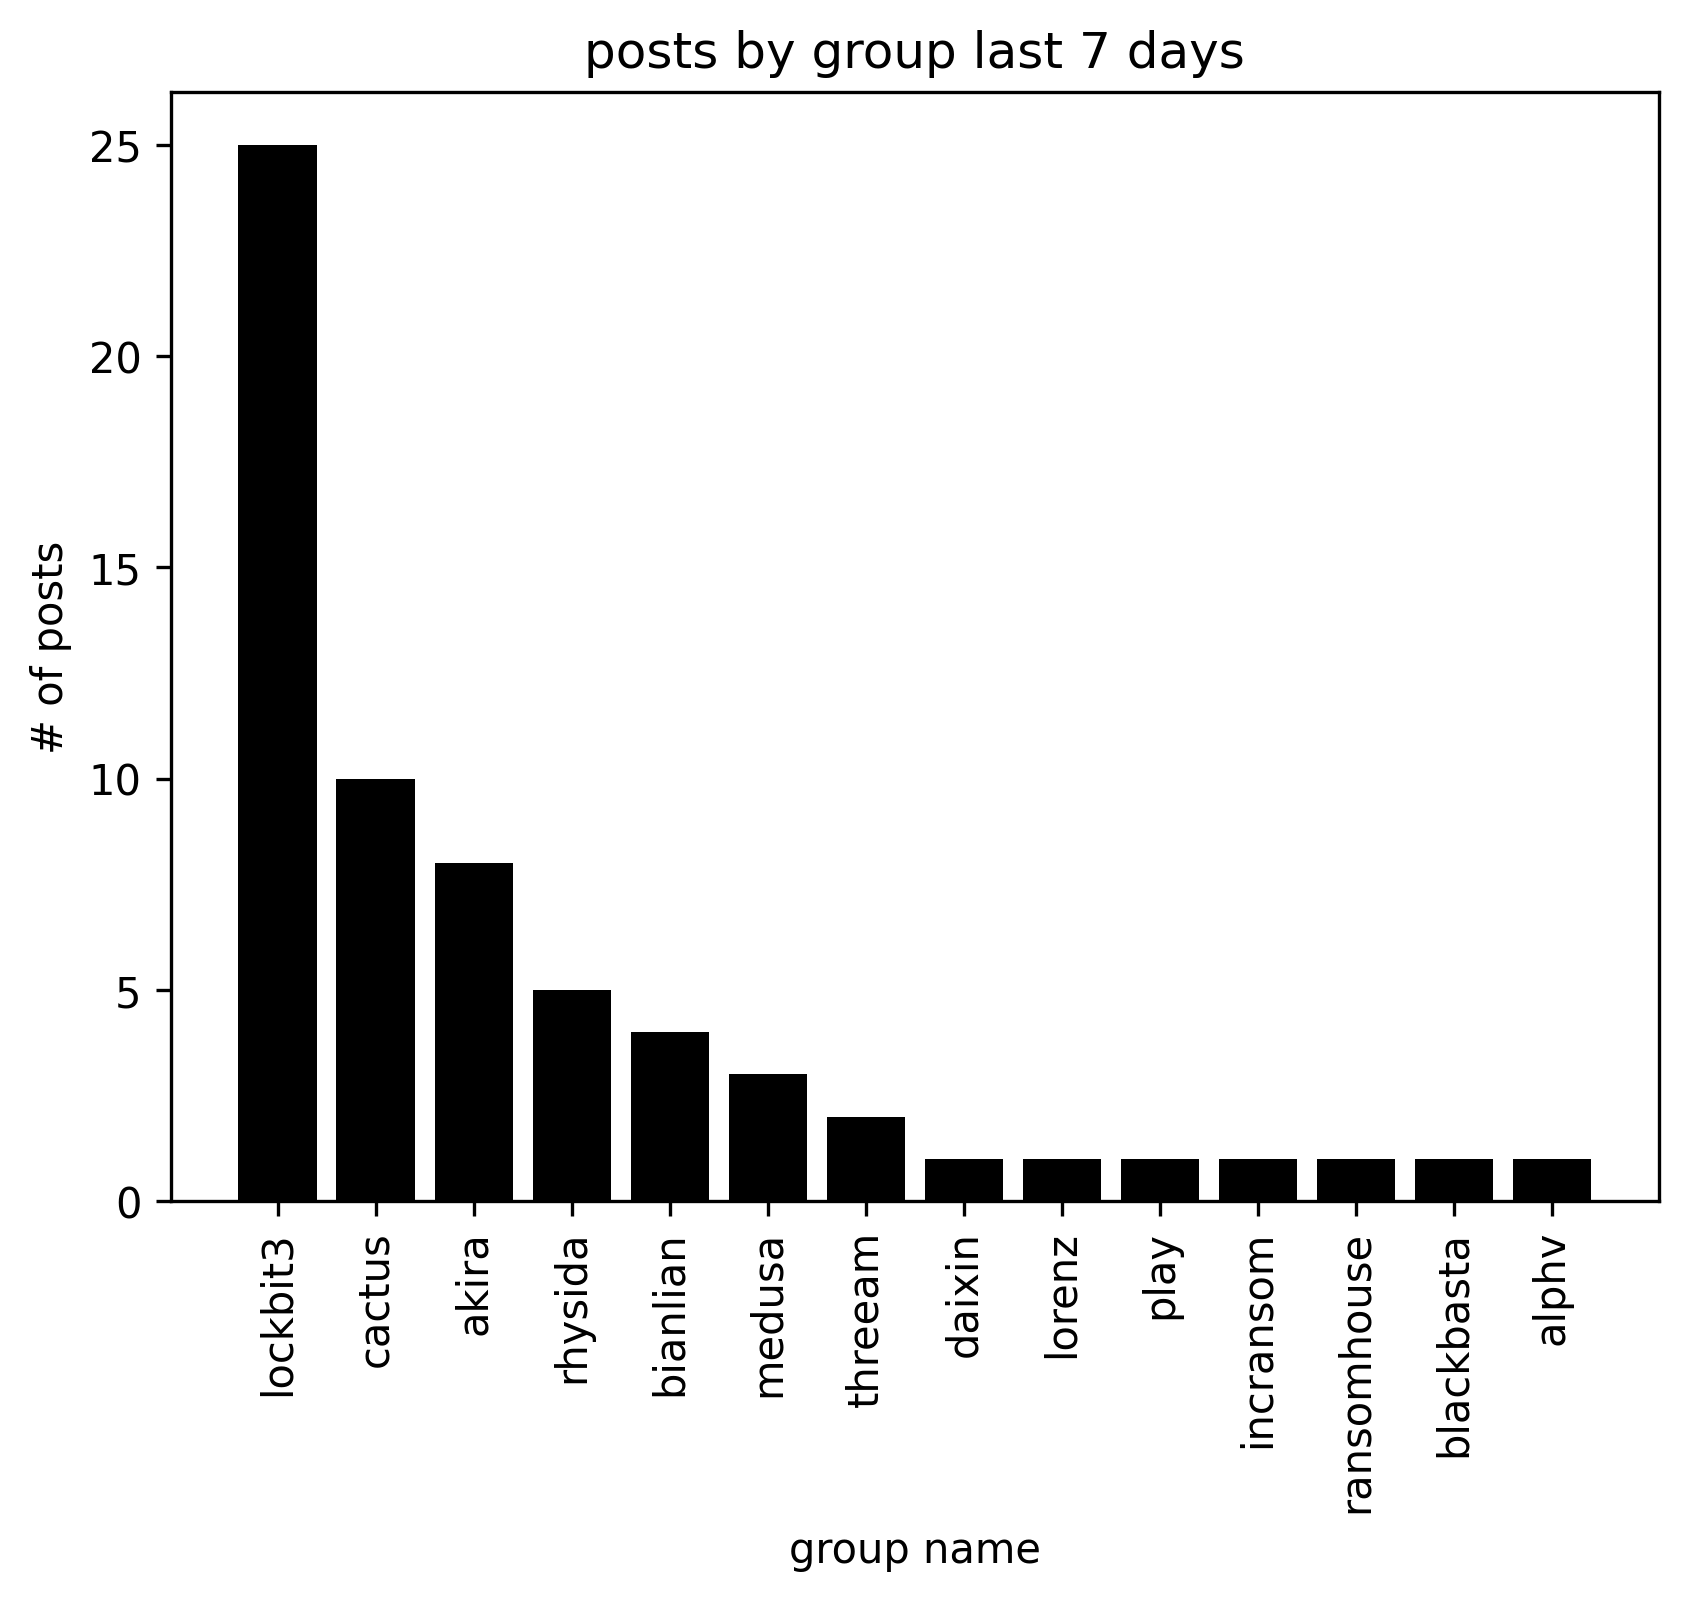 posts by group last 7 days
25
20
15
10
5
0
# of posts
lockbit3
cactus
akira
rhysida
bianlian
medusa
threeam
daixin
lorenz
play
incransom
ransomhouse
blackbasta
alphv
group name